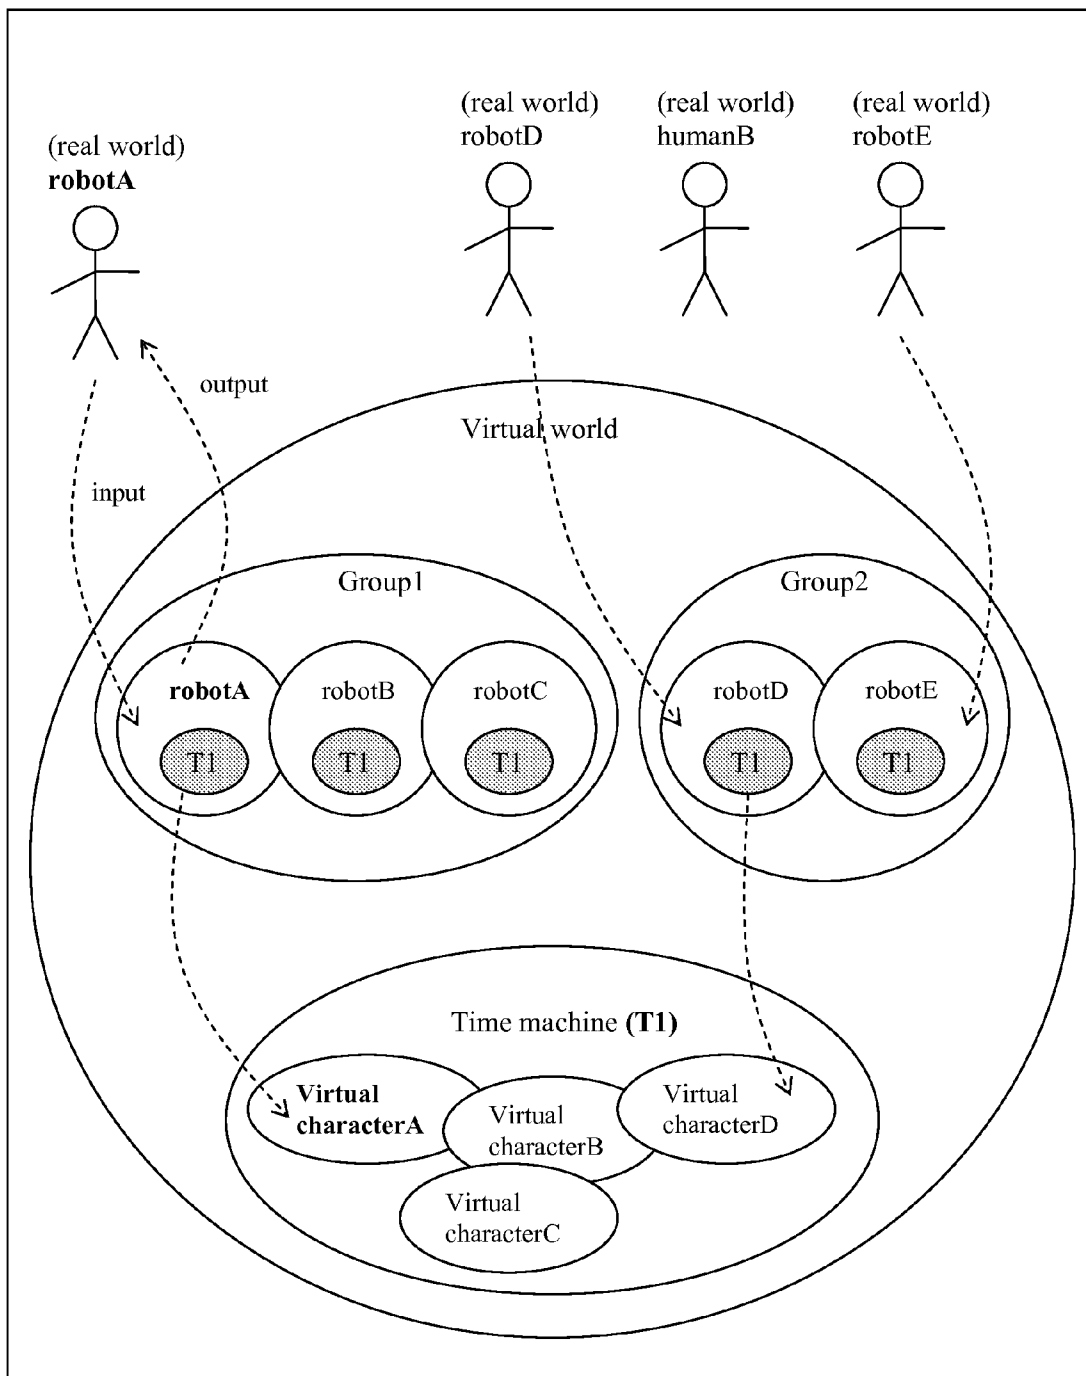 (real world)
robotA
(real world)
robotD
(real world)
humanB
(real world)
robotE
output
input
Virtual world
Group1
Group2
robotA
robotB
robotC
robotD
robotE
T1
T1
T1
T1
T1
Time machine (T1)
Virtual
characterA
Virtual
characterB
Virtual
characterD
Virtual
characterC